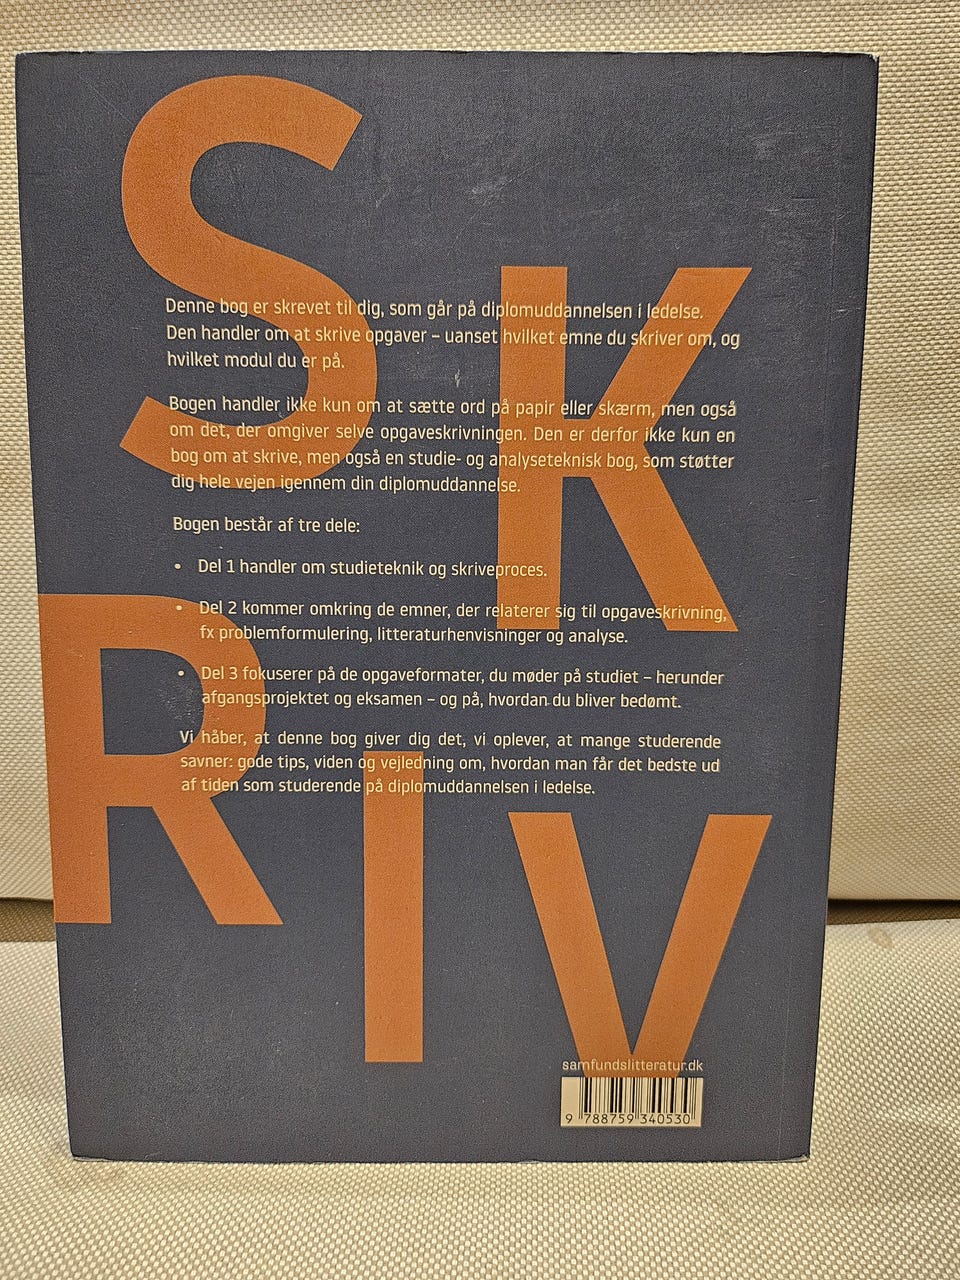 SK
RIV
Denne bog er skrevet til dig, som går på diplomuddannelsen i ledelse.
Den handler om at skrive opgaver – uanset hvilket emne du skriver om, og
hvilket modul du er på.
Bogen handler ikke kun om at sætte ord på papir eller skærm, men også
om det, der omgiver selve opgaveskrivningen. Den er derfor ikke kun en
bog om at skrive, men også en studie- og analyseteknisk bog, som støtter
dig hele vejen igennem din diplomuddannelse.
Bogen består af tre dele:
• Del 1 handler om studieteknik og skriveproces.
• Del 2 kommer omkring de emner, der relaterer sig til opgaveskrivning,
fx problemformulering, litteraturhenvisninger og analyse.
• Del 3 fokuserer på de opgaveformater, du møder på studiet – herunder
afgangsprojektet og eksamen – og på, hvordan du bliver bedømt.
Vi håber, at denne bog giver dig det, vi oplever, at mange studerende
savner: gode tips, viden og vejledning om, hvordan man får det bedste ud
af tiden som studerende på diplomuddannelsen i ledelse.
samfundslitteratur.dk
9 788759 340530